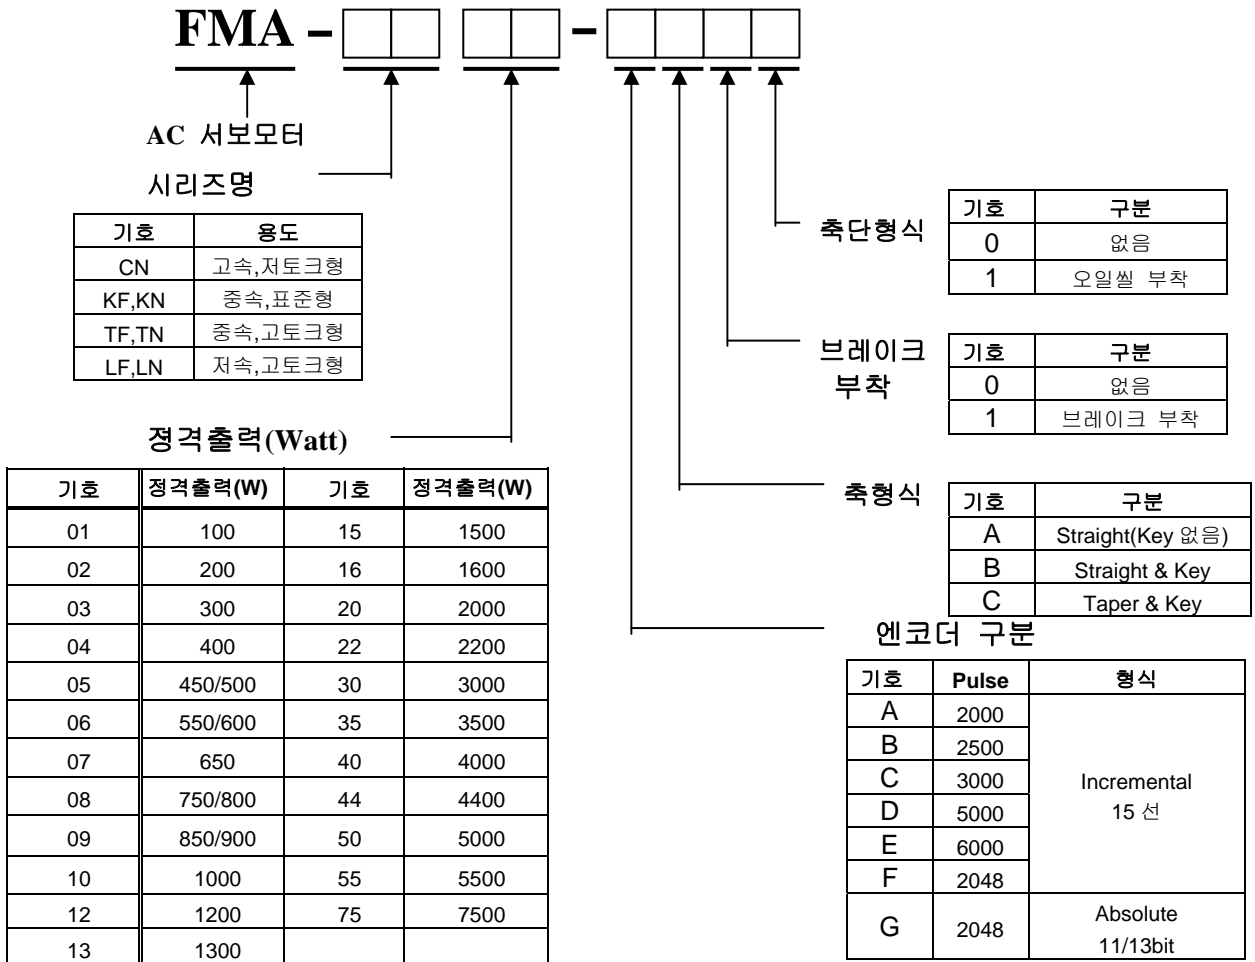 FMA –  –
AC 서보모터
시리즈명
기호 용도
CN 고속,저토크형
KF,KN 중속,표준형
TF,TN 중속,고토크형
LF,LN 저속,고토크형
정격출력(Watt)
기호 정격출력(W) 기호 정격출력(W)
01 100 15 1500
02 200 16 1600
03 300 20 2000
04 400 22 2200
05 450/500 30 3000
06 550/600 35 3500
07 650 40 4000
08 750/800 44 4400
09 850/900 50 5000
10 1000 55 5500
12 1200 75 7500
13 1300
축단형식
기호 구분
0 없음
1 오일씰 부착
브레이크
부착
기호 구분
0 없음
1 브레이크 부착
축형식
기호 구분
A Straight(Key 없음)
B Straight & Key
C Taper & Key
엔코더 구분
기호 Pulse 형식
A 2000
B 2500
C 3000
Incremental
D 5000
15 선
E 6000
F 2048
G 2048
Absolute
11/13bit